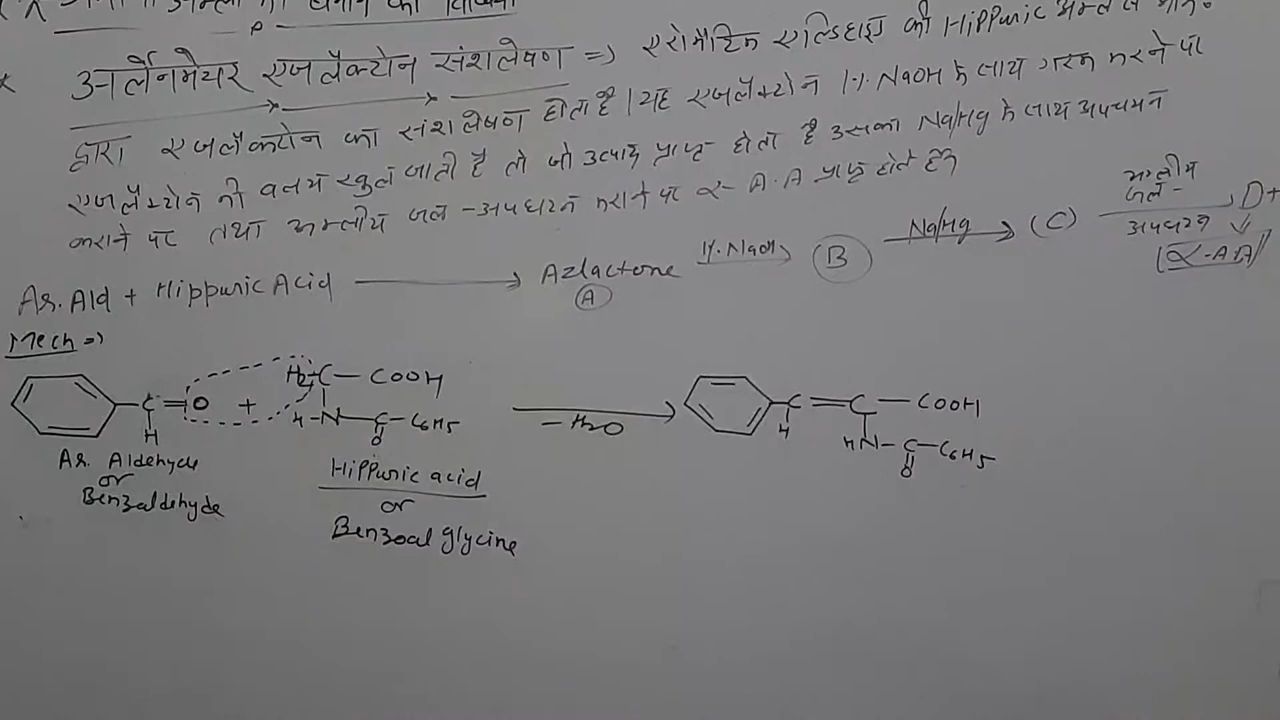 अर्लेनमेयर एजलैक्टोन संश्लेषण => एरोमैटिक एल्डिहाइड की Hippuric अम्ल से
द्वारा एजलैक्टोन का संश्लेषण होता है। यह एजलैक्टोन 1% NaOH के साथ गरम करने पर
एजलैक्टोन की वलय खुल जाती है तो जो उत्पाद प्राप्त होता है उसका Na/Hg के साथ अपचयन
कराने पर तथा अम्लीय जल-अपघटन कराने पर α-A.A प्राप्त होते हैं
Ar. Ald + Hippuric Acid → Azlactone 1% NaOH → B Na/Hg → (C) अम्लीय जल-अपघटन → D+
(A)
(α-AA)
Mech =>
C=O + H2-C-COOH -H2O → C=C-COOH
H H-N-C-C6H5 H HN-C-C6H5
O O
Ar. Aldehyde
or
Benzaldehyde
Hippuric acid
or
Benzoal glycine